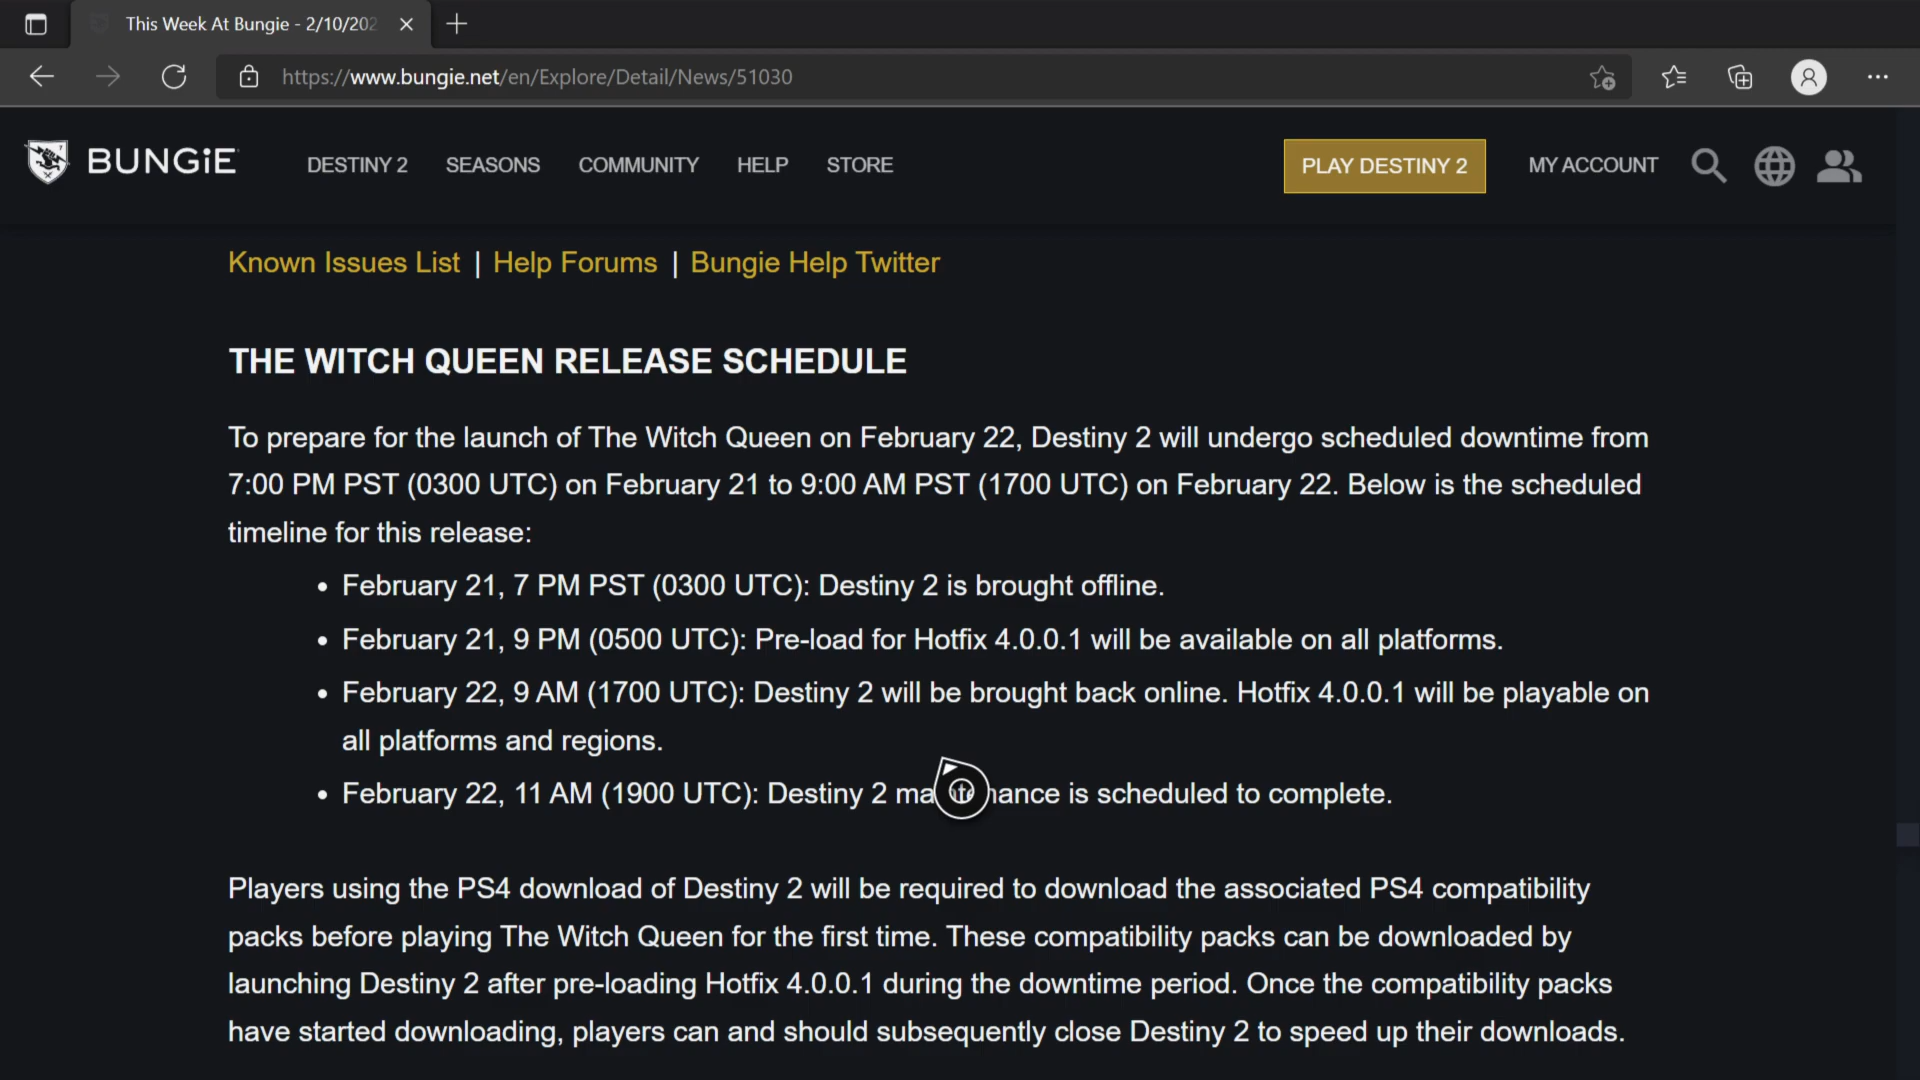 This Week At Bungie - 2/10/202
https://www.bungie.net/en/Explore/Detail/News/51030
BUNGiE
DESTINY 2 SEASONS COMMUNITY HELP STORE
PLAY DESTINY 2
MY ACCOUNT
Known Issues List | Help Forums | Bungie Help Twitter
THE WITCH QUEEN RELEASE SCHEDULE
To prepare for the launch of The Witch Queen on February 22, Destiny 2 will undergo scheduled downtime from
7:00 PM PST (0300 UTC) on February 21 to 9:00 AM PST (1700 UTC) on February 22. Below is the scheduled
timeline for this release:
• February 21, 7 PM PST (0300 UTC): Destiny 2 is brought offline.
• February 21, 9 PM (0500 UTC): Pre-load for Hotfix 4.0.0.1 will be available on all platforms.
• February 22, 9 AM (1700 UTC): Destiny 2 will be brought back online. Hotfix 4.0.0.1 will be playable on
all platforms and regions.
• February 22, 11 AM (1900 UTC): Destiny 2 maintenance is scheduled to complete.
Players using the PS4 download of Destiny 2 will be required to download the associated PS4 compatibility
packs before playing The Witch Queen for the first time. These compatibility packs can be downloaded by
launching Destiny 2 after pre-loading Hotfix 4.0.0.1 during the downtime period. Once the compatibility packs
have started downloading, players can and should subsequently close Destiny 2 to speed up their downloads.